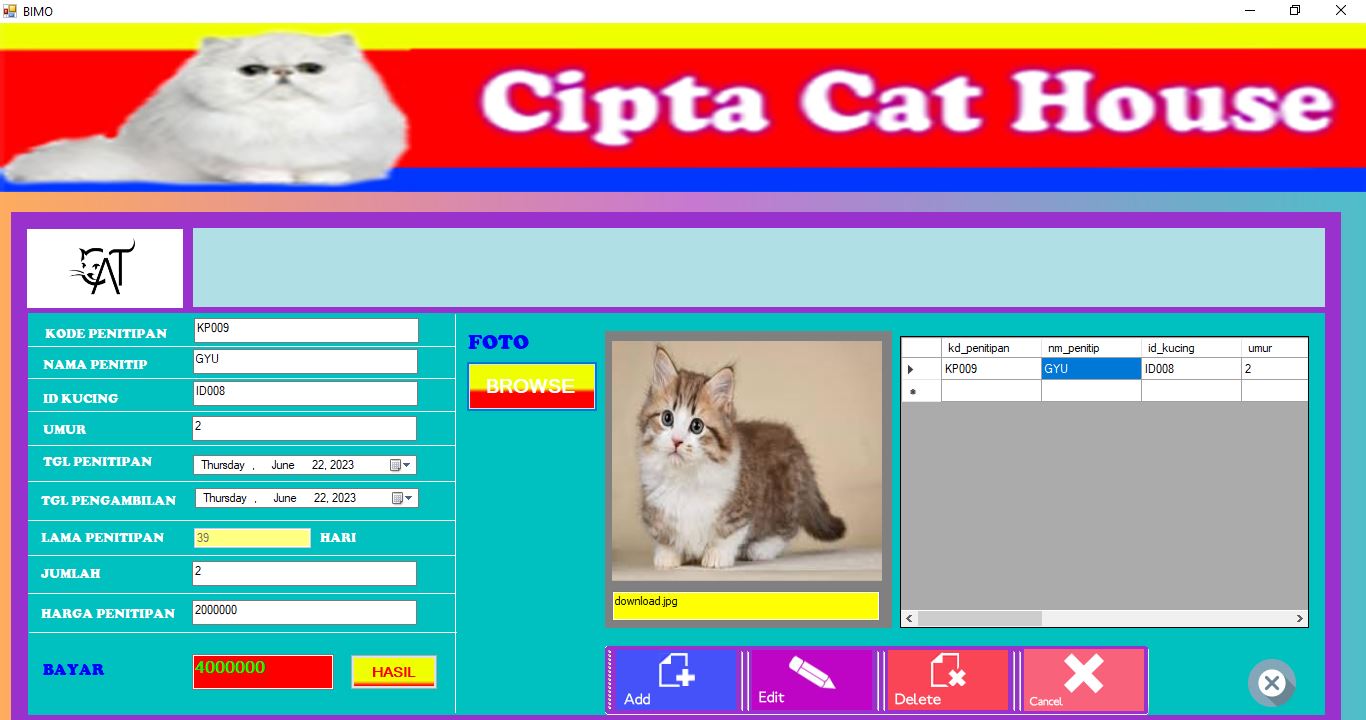 BIMO
Cipta Cat House
CAT
KODE PENITIPAN KP009
NAMA PENITIP GYU
ID KUCING ID008
UMUR 2
TGL PENITIPAN Thursday , June 22, 2023
TGL PENGAMBILAN Thursday , June 22, 2023
LAMA PENITIPAN 39 HARI
JUMLAH 2
HARGA PENITIPAN 2000000
BAYAR 4000000 HASIL
FOTO
BROWSE
download.jpg
kd_penitipan nm_penitip id_kucing umur
KP009 GYU ID008 2
Add Edit Delete Cancel